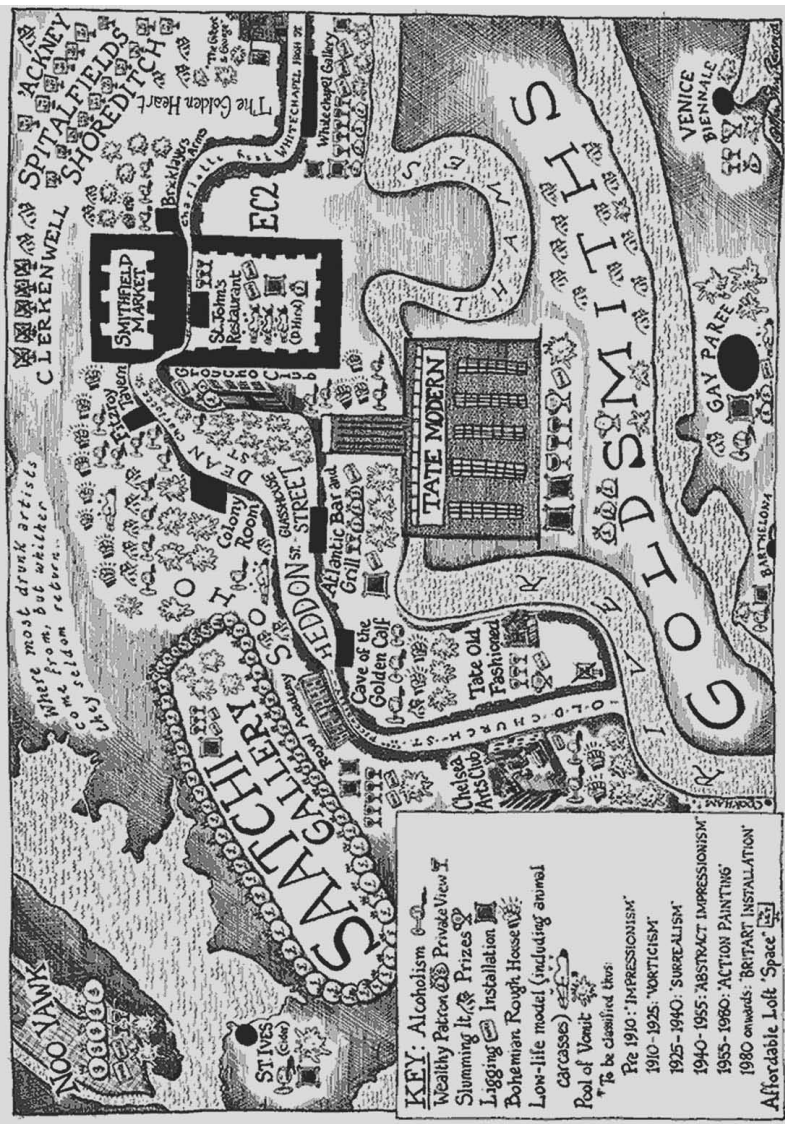 NOO YAWK
Where most drunk artists
come from, but whither
they seldom return..
CLERKENWELL
'ACKNEY
SPITALFIELDS
SHOREDITCH
The Golden Heart
WHITECHAPEL HIGH ST
Whitechapel Gallery
Bricklayers Arms
Charlotte
EC2
SMITHFIELD
MARKET
St. John's
Restaurant
(D. Hirst)
Fitzroy
Tavern
Groucho Club
DEAN ST
Colony
Room
SOHO
GLASSHOUSE
HEDDON ST. STREET
Atlantic Bar and
Grill
Cave of the
Golden Calf
Royal Academy
SAATCHI
GALLERY
ST IVES
Tate Old
Fashioned
OLD CHURCH ST.
Chelsea
Arts Club
TATE MODERN
RIVER THAMES
GOLDSMITHS
COOKHAM
VENICE
BIENNALE
GAY PAREE
BARTHELONA
KEY: Alcoholism
Wealthy Patron Private View
Slumming It Prizes
Ligging Installation
Bohemian Rough House
Low-life model (including animal
carcasses)
Pool of Vomit *
*To be classified thus:
Pre 1910: 'IMPRESSIONISM'
1910-1925: 'VORTICISM'
1925-1940: 'SURREALISM'
1940-1955: 'ABSTRACT IMPRESSIONISM'
1955-1980: 'ACTION PAINTING'
1980 onwards: 'BRITART INSTALLATION'
Affordable Loft 'Space'